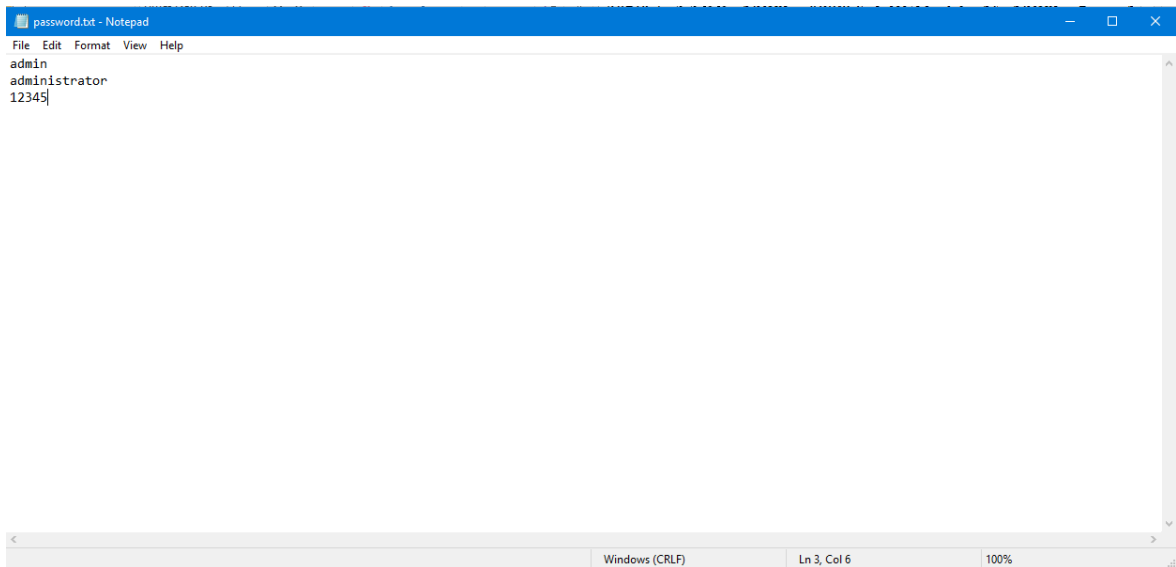 password.txt - Notepad
File Edit Format View Help
admin
administrator
12345
Windows (CRLF) Ln 3, Col 6 100%